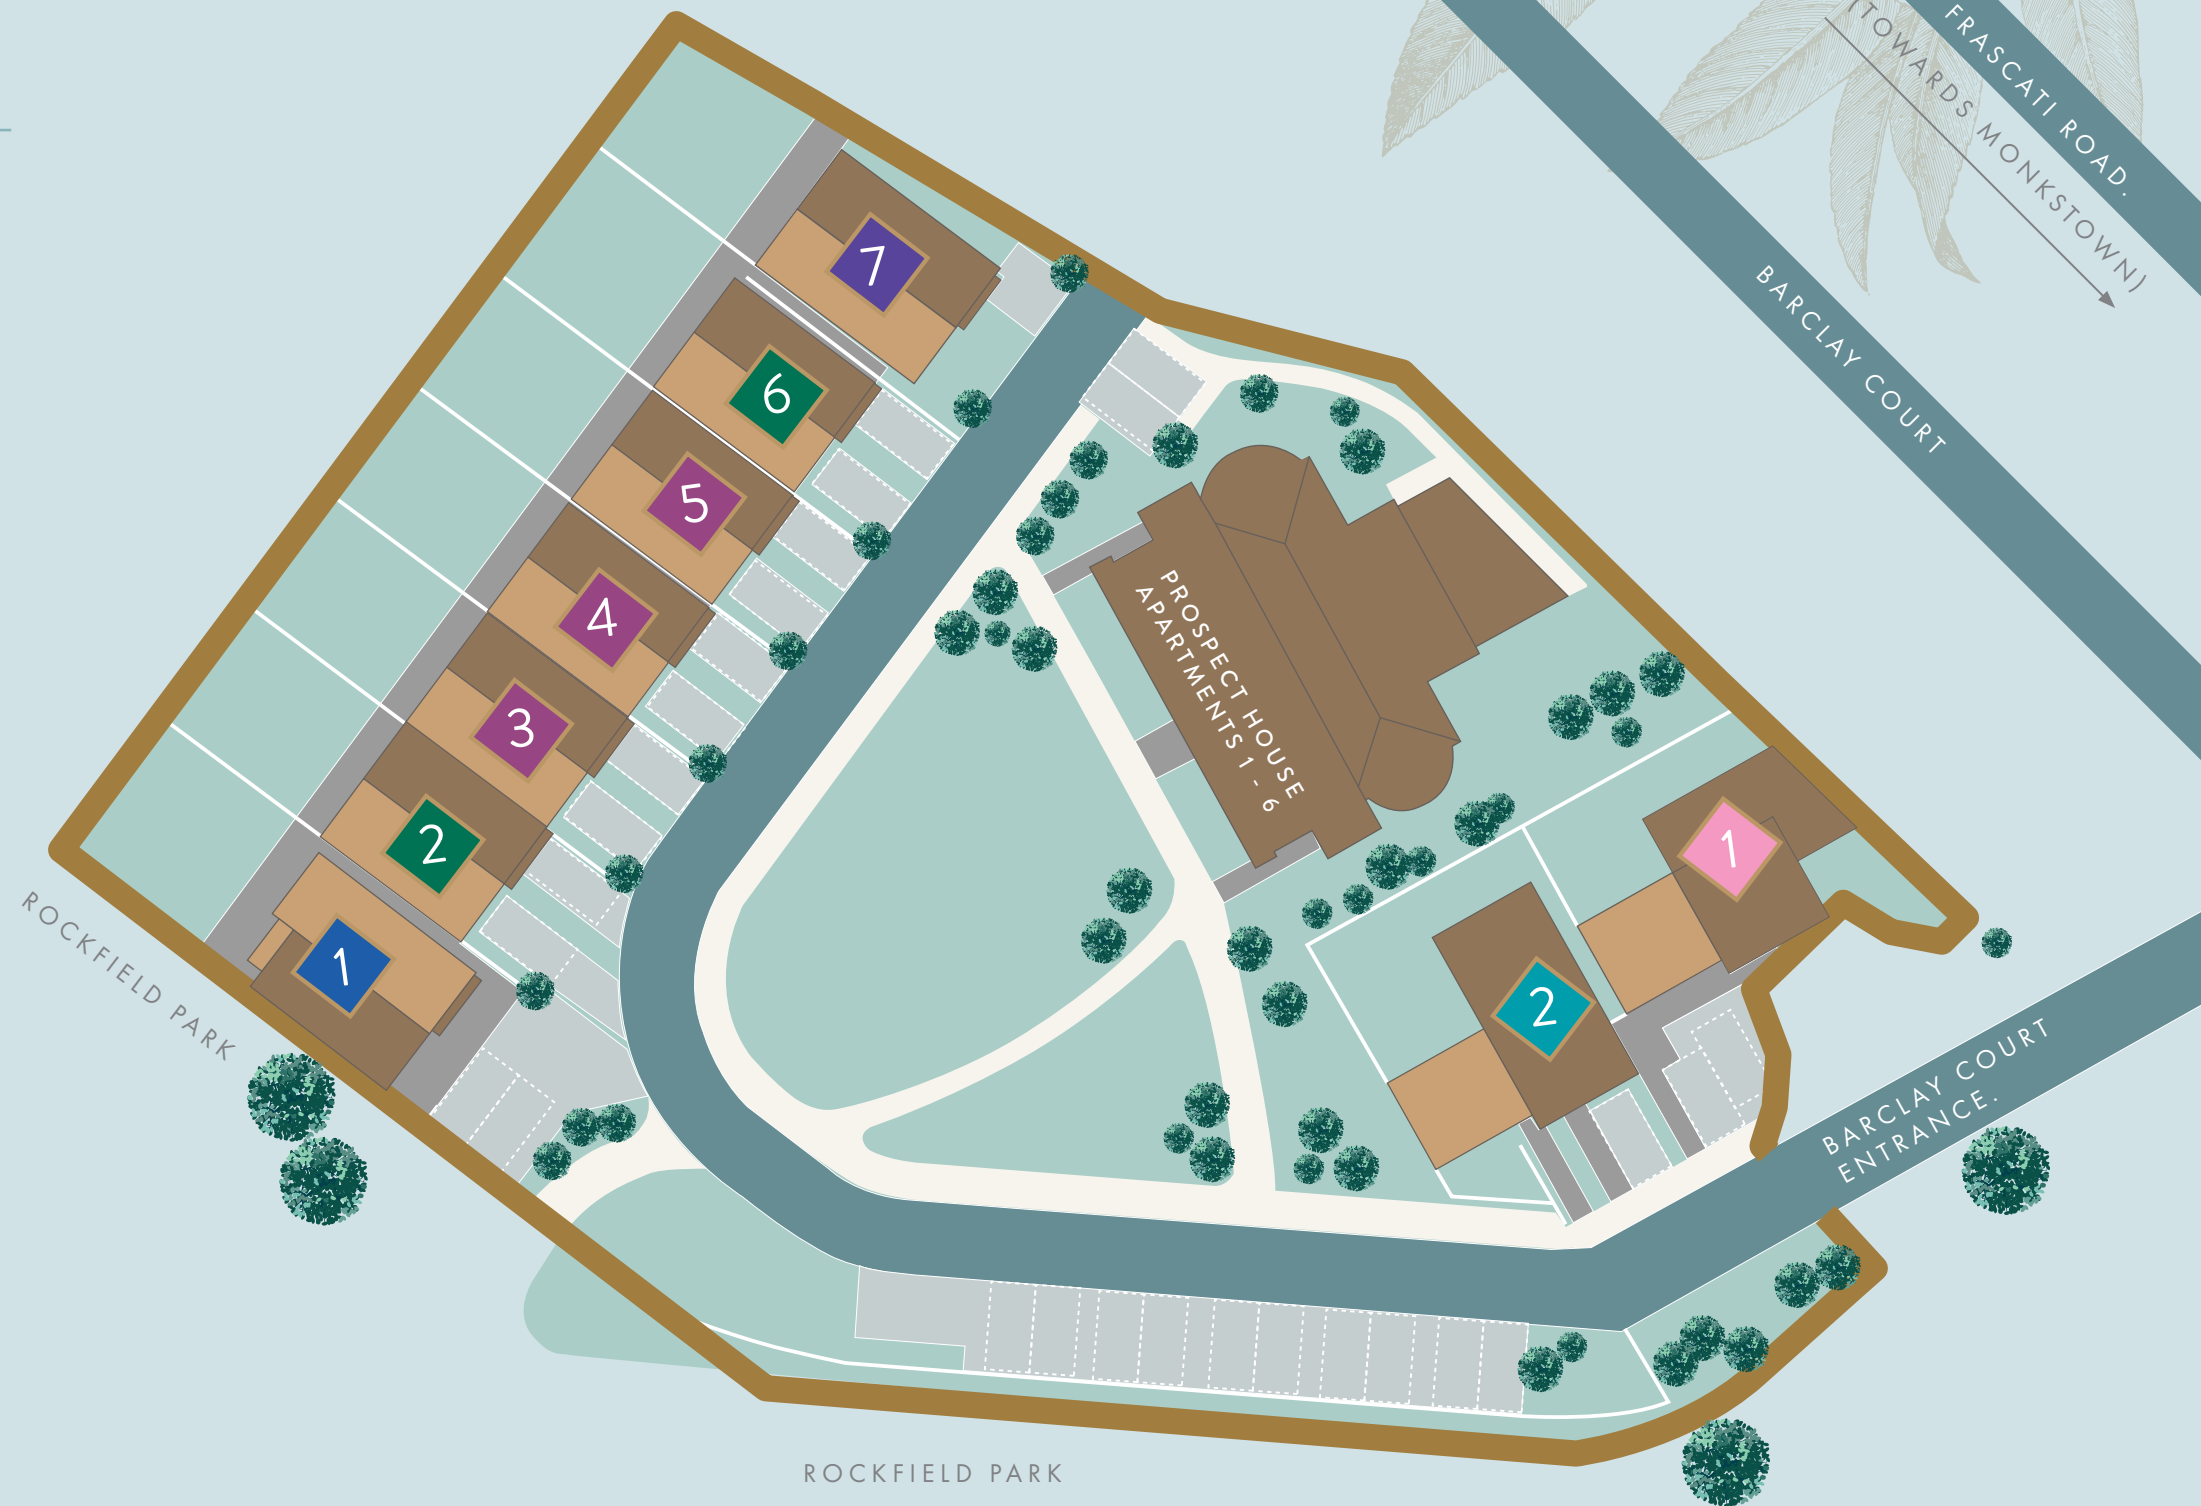 FRASCATI ROAD.
(TOWARDS MONKSTOWN)
BARCLAY COURT
7
6
5
4
3
2
1
PROSPECT HOUSE
APARTMENTS 1 - 6
1
2
ROCKFIELD PARK
BARCLAY COURT
ENTRANCE.
ROCKFIELD PARK